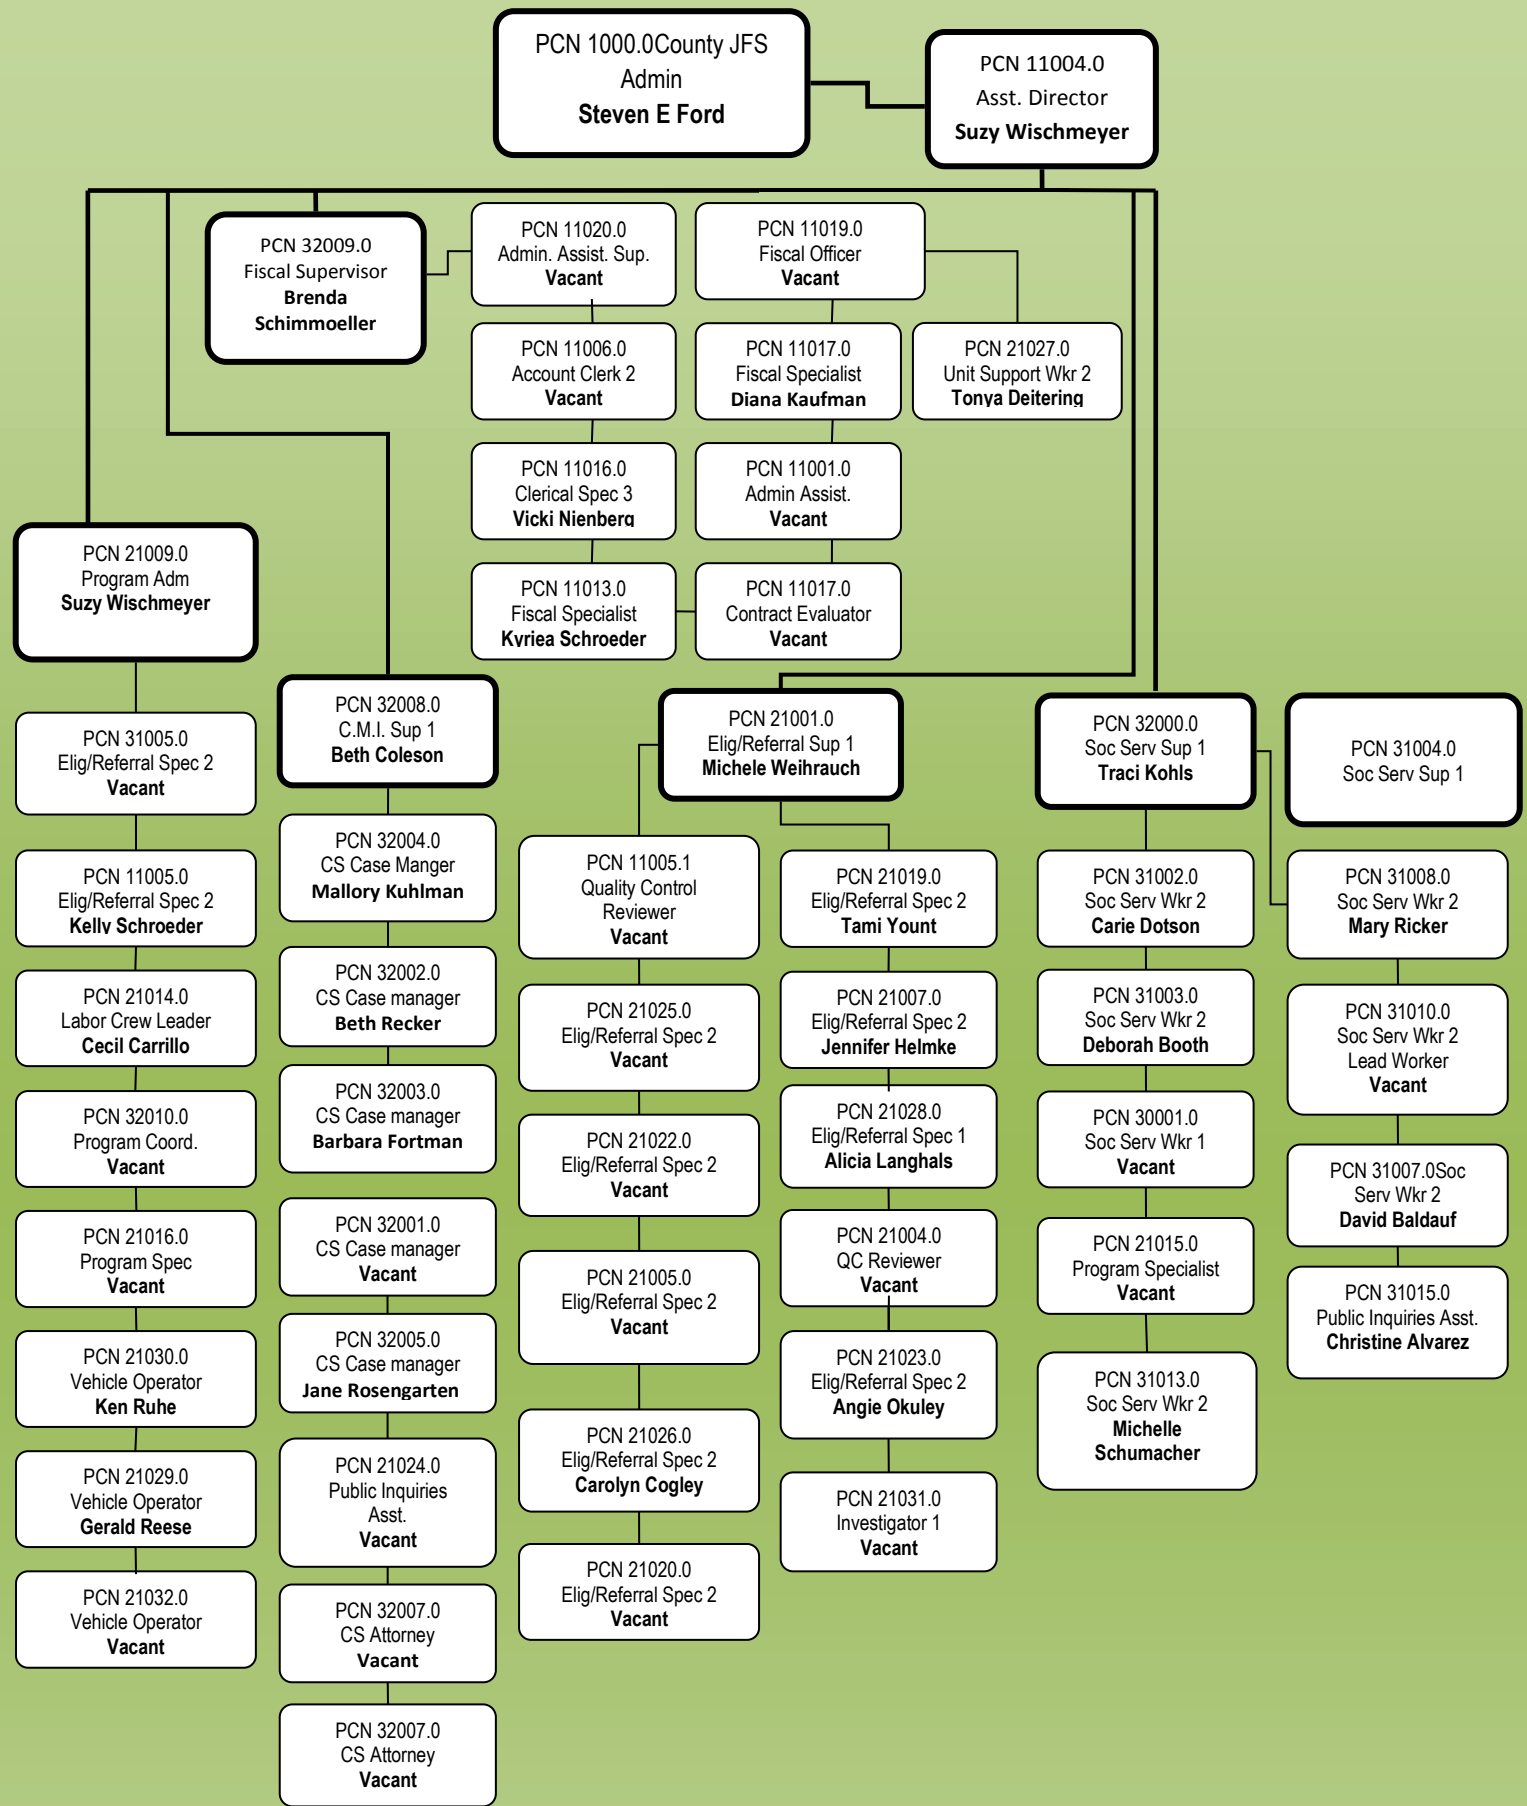 PCN 1000.0County JFS
Admin
Steven E Ford
PCN 11004.0
Asst. Director
Suzy Wischmeyer
PCN 32009.0
Fiscal Supervisor
Brenda
Schimmoeller
PCN 11020.0
Admin. Assist. Sup.
Vacant
PCN 11019.0
Fiscal Officer
Vacant
PCN 11006.0
Account Clerk 2
Vacant
PCN 11017.0
Fiscal Specialist
Diana Kaufman
PCN 21027.0
Unit Support Wkr 2
Tonya Deitering
PCN 11016.0
Clerical Spec 3
Vicki Nienberg
PCN 11001.0
Admin Assist.
Vacant
PCN 11013.0
Fiscal Specialist
Kyriea Schroeder
PCN 11017.0
Contract Evaluator
Vacant
PCN 21009.0
Program Adm
Suzy Wischmeyer
PCN 31005.0
Elig/Referral Spec 2
Vacant
PCN 11005.0
Elig/Referral Spec 2
Kelly Schroeder
PCN 21014.0
Labor Crew Leader
Cecil Carrillo
PCN 32010.0
Program Coord.
Vacant
PCN 21016.0
Program Spec
Vacant
PCN 21030.0
Vehicle Operator
Ken Ruhe
PCN 21029.0
Vehicle Operator
Gerald Reese
PCN 21032.0
Vehicle Operator
Vacant
PCN 32008.0
C.M.I. Sup 1
Beth Coleson
PCN 32004.0
CS Case Manger
Mallory Kuhlman
PCN 32002.0
CS Case manager
Beth Recker
PCN 32003.0
CS Case manager
Barbara Fortman
PCN 32001.0
CS Case manager
Vacant
PCN 32005.0
CS Case manager
Jane Rosengarten
PCN 21024.0
Public Inquiries
Asst.
Vacant
PCN 32007.0
CS Attorney
Vacant
PCN 32007.0
CS Attorney
Vacant
PCN 21001.0
Elig/Referral Sup 1
Michele Weihrauch
PCN 11005.1
Quality Control
Reviewer
Vacant
PCN 21025.0
Elig/Referral Spec 2
Vacant
PCN 21022.0
Elig/Referral Spec 2
Vacant
PCN 21005.0
Elig/Referral Spec 2
Vacant
PCN 21026.0
Elig/Referral Spec 2
Carolyn Cogley
PCN 21020.0
Elig/Referral Spec 2
Vacant
PCN 21019.0
Elig/Referral Spec 2
Tami Yount
PCN 21007.0
Elig/Referral Spec 2
Jennifer Helmke
PCN 21028.0
Elig/Referral Spec 1
Alicia Langhals
PCN 21004.0
QC Reviewer
Vacant
PCN 21023.0
Elig/Referral Spec 2
Angie Okuley
PCN 21031.0
Investigator 1
Vacant
PCN 32000.0
Soc Serv Sup 1
Traci Kohls
PCN 31002.0
Soc Serv Wkr 2
Carie Dotson
PCN 31003.0
Soc Serv Wkr 2
Deborah Booth
PCN 30001.0
Soc Serv Wkr 1
Vacant
PCN 21015.0
Program Specialist
Vacant
PCN 31013.0
Soc Serv Wkr 2
Michelle
Schumacher
PCN 31004.0
Soc Serv Sup 1
PCN 31008.0
Soc Serv Wkr 2
Mary Ricker
PCN 31010.0
Soc Serv Wkr 2
Lead Worker
Vacant
PCN 31007.0Soc
Serv Wkr 2
David Baldauf
PCN 31015.0
Public Inquiries Asst.
Christine Alvarez